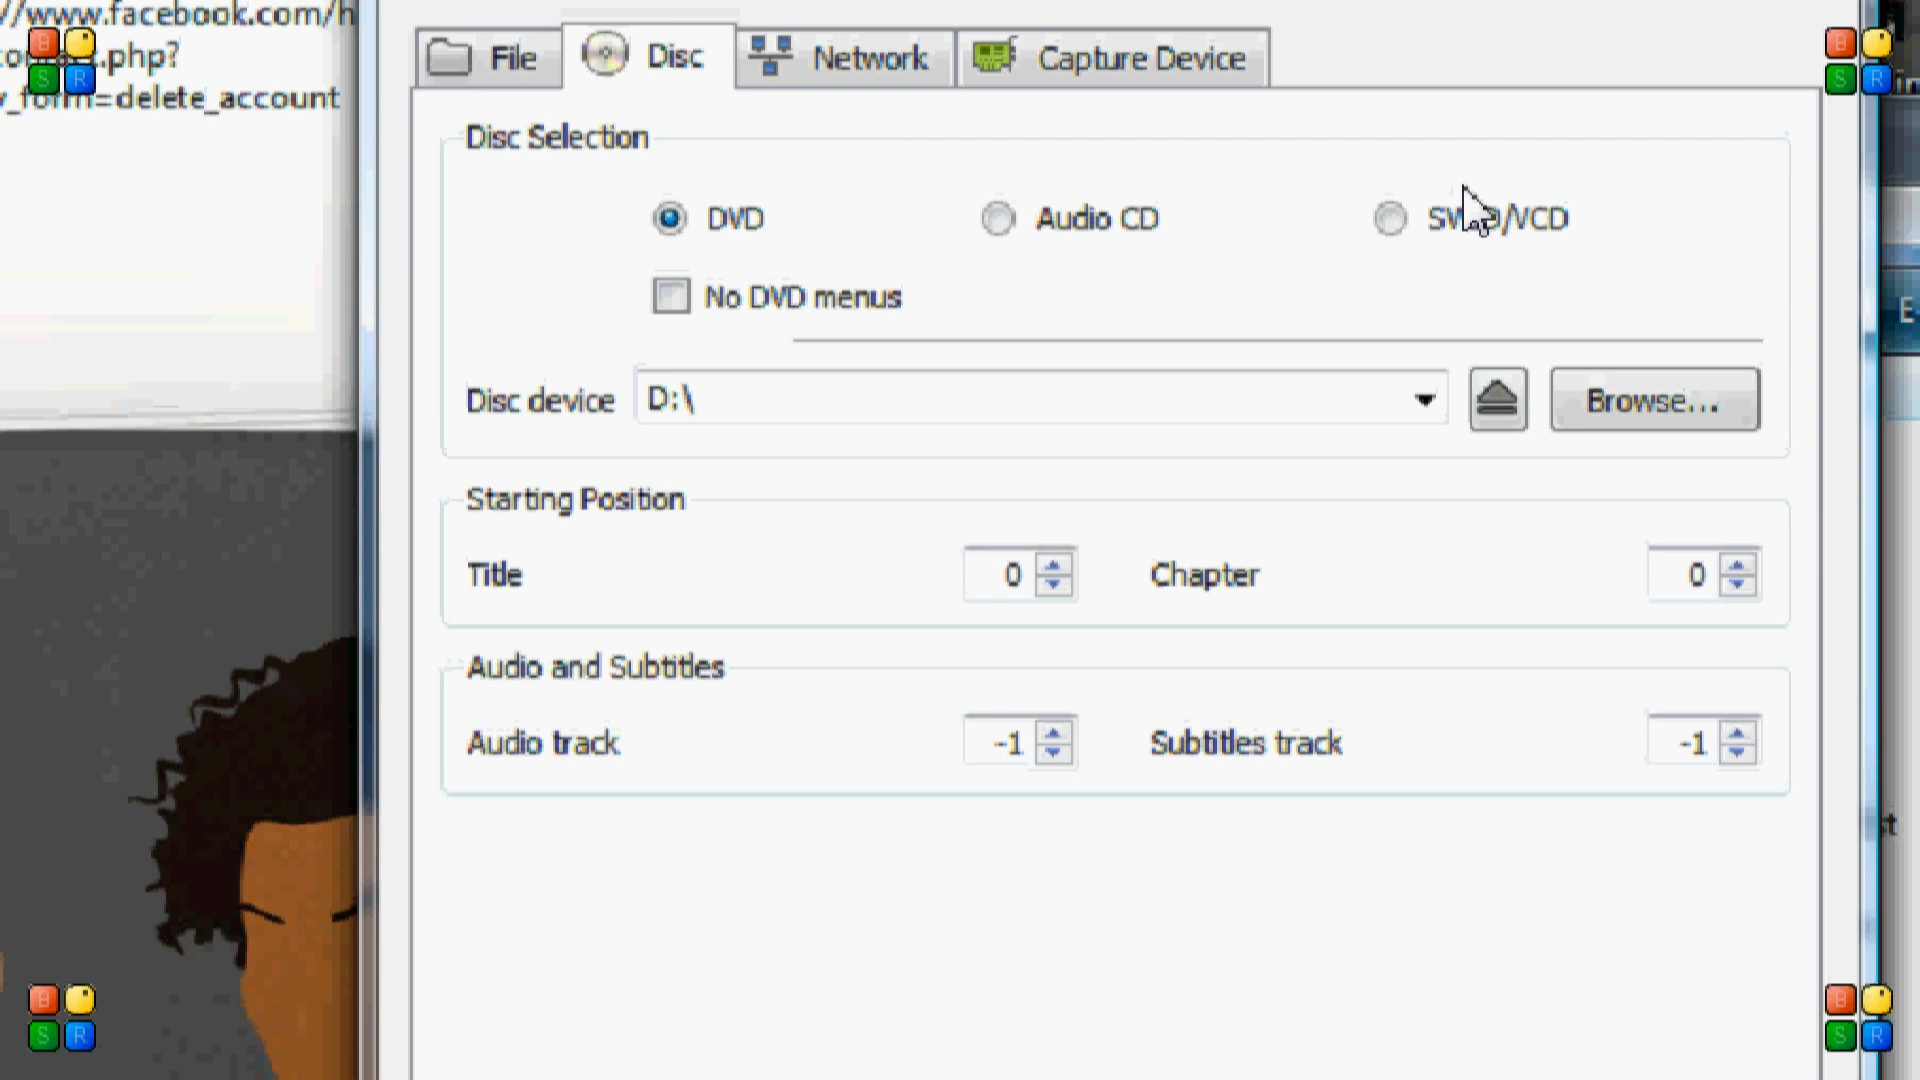 //www.facebook.com/h
.php?
_form=delete_account
File
Disc
Network
Capture Device
Disc Selection
DVD
Audio CD
/VCD
No DVD menus
Disc device
D:\
Browse...
Starting Position
Title
0
Chapter
0
Audio and Subtitles
Audio track
-1
Subtitles track
-1
B
S R
B
S R
B
S R
B
S R
E